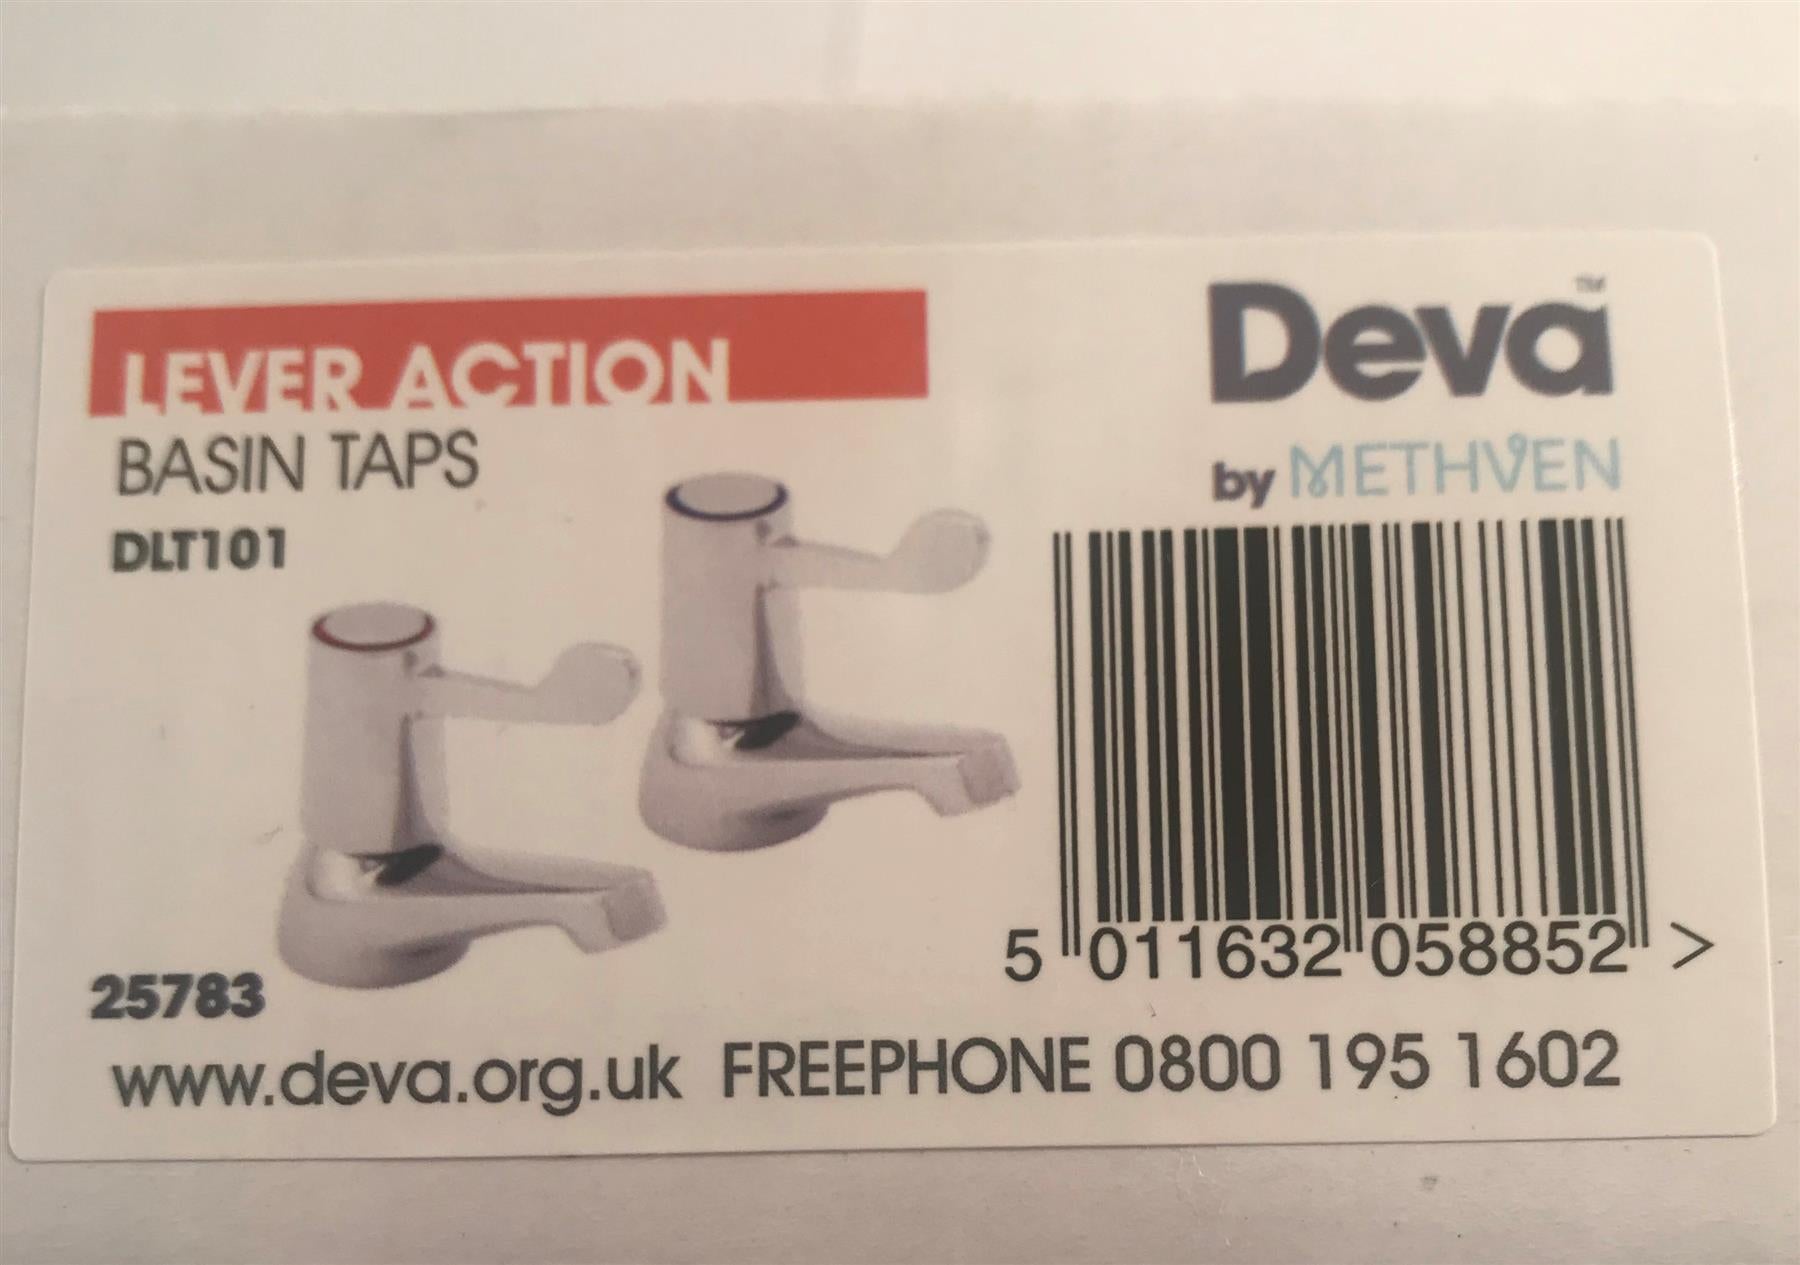 LEVER ACTION
BASIN TAPS
DLT101
Deva™
by METHVEN
5 011632 058852 >
25783
www.deva.org.uk FREEPHONE 0800 195 1602